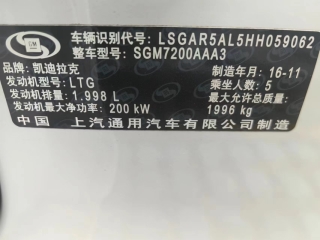 车辆识别代号: LSGAR5AL5HH059062
整车型号: SGM7200AAA3
品牌: 凯迪拉克 制造年月: 16-11
发动机型号: LTG 乘坐人数: 5
发动机排量: 1.998 L 最大允许总质量:
发动机最大净功率: 200 kW 1996 kg
中国 上汽通用汽车有限公司制造